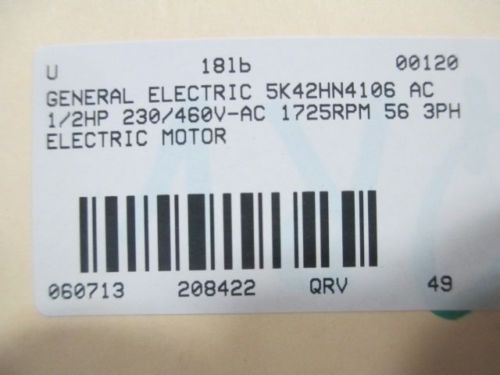 U 18lb 00120
GENERAL ELECTRIC 5K42HN4106 AC
1/2HP 230/460V-AC 1725RPM 56 3PH
ELECTRIC MOTOR
060713 208422 QRV 49